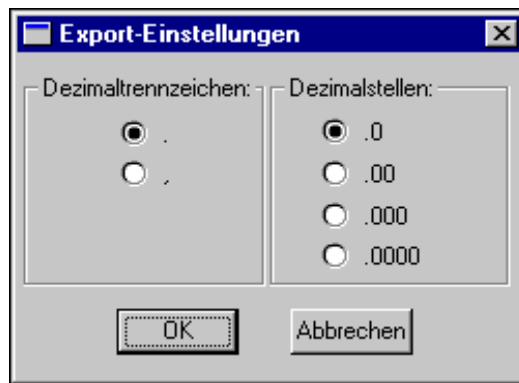 Export-Einstellungen
Dezimaltrennzeichen:
.
,
Dezimalstellen:
.0
.00
.000
.0000
OK
Abbrechen